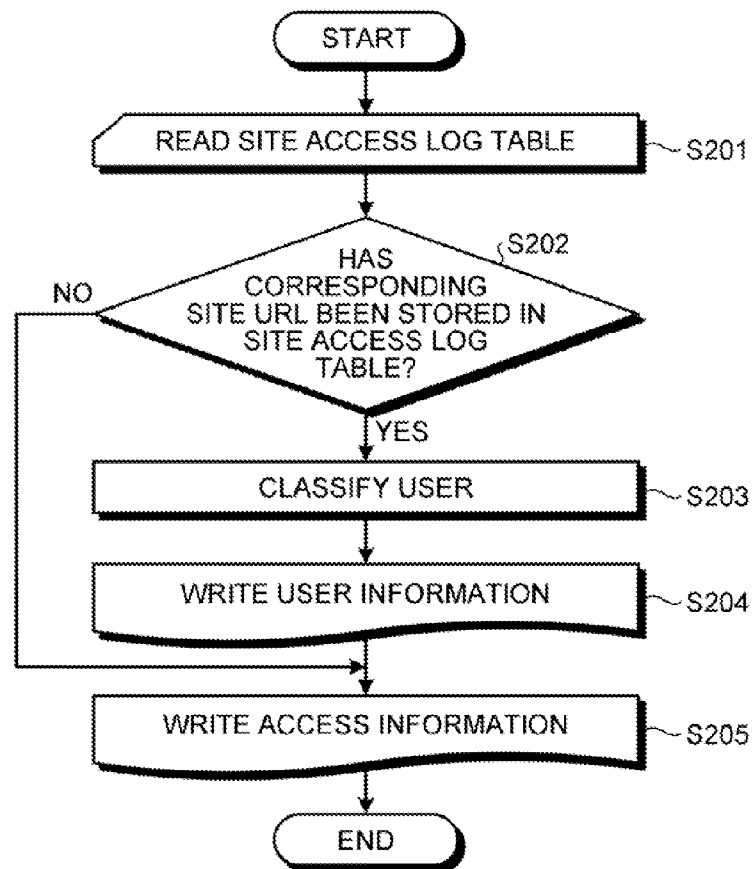 START
READ SITE ACCESS LOG TABLE
S201
S202
HAS
CORRESPONDING
SITE URL BEEN STORED IN
SITE ACCESS LOG
TABLE?
NO
YES
CLASSIFY USER
S203
WRITE USER INFORMATION
S204
WRITE ACCESS INFORMATION
S205
END